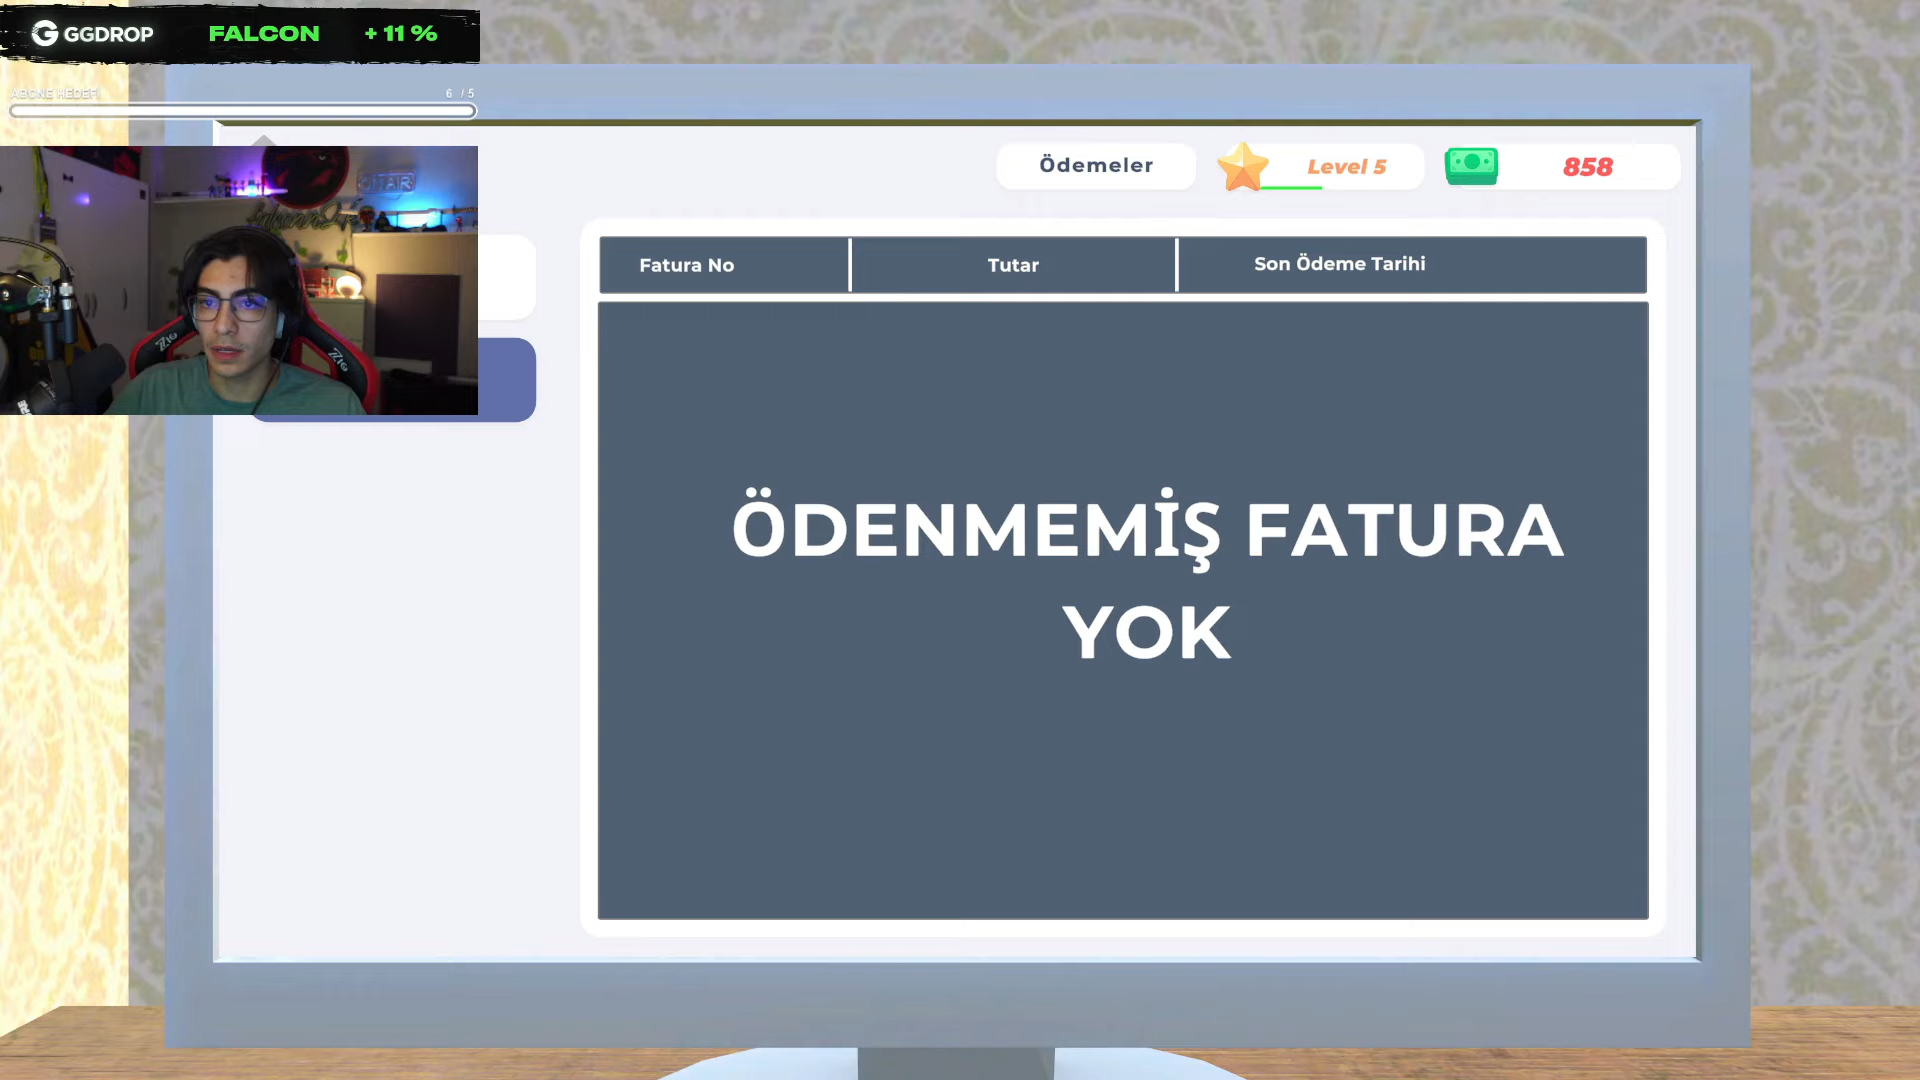 GGDROP FALCON + 11 %
ABONE HEDEFİ 6 / 5
Ödemeler Level 5 858
Fatura No Tutar Son Ödeme Tarihi
ÖDENMEMİŞ FATURA
YOK